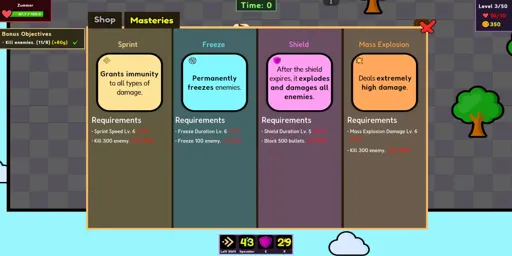 Zummer
Time: 0
Level 3/50
350
Shop
Masteries
Bonus Objectives
- Kill enemies. (11/8) (+80g) ✓
Sprint
Grants immunity
to all types of
damage.
Requirements
- Sprint Speed Lv. 6
- Kill 300 enemy.
Freeze
Permanently
freezes enemies.
Requirements
- Freeze Duration Lv. 6
- Freeze 100 enemy.
Shield
After the shield
expires, it explodes
and damages all
enemies.
Requirements
- Shield Duration Lv. 5
- Block 500 bullets.
Mass Explosion
Deals extremely
high damage.
Requirements
- Mass Explosion Damage Lv. 6
- Kill 300 enemy.
43
29
Left Shift